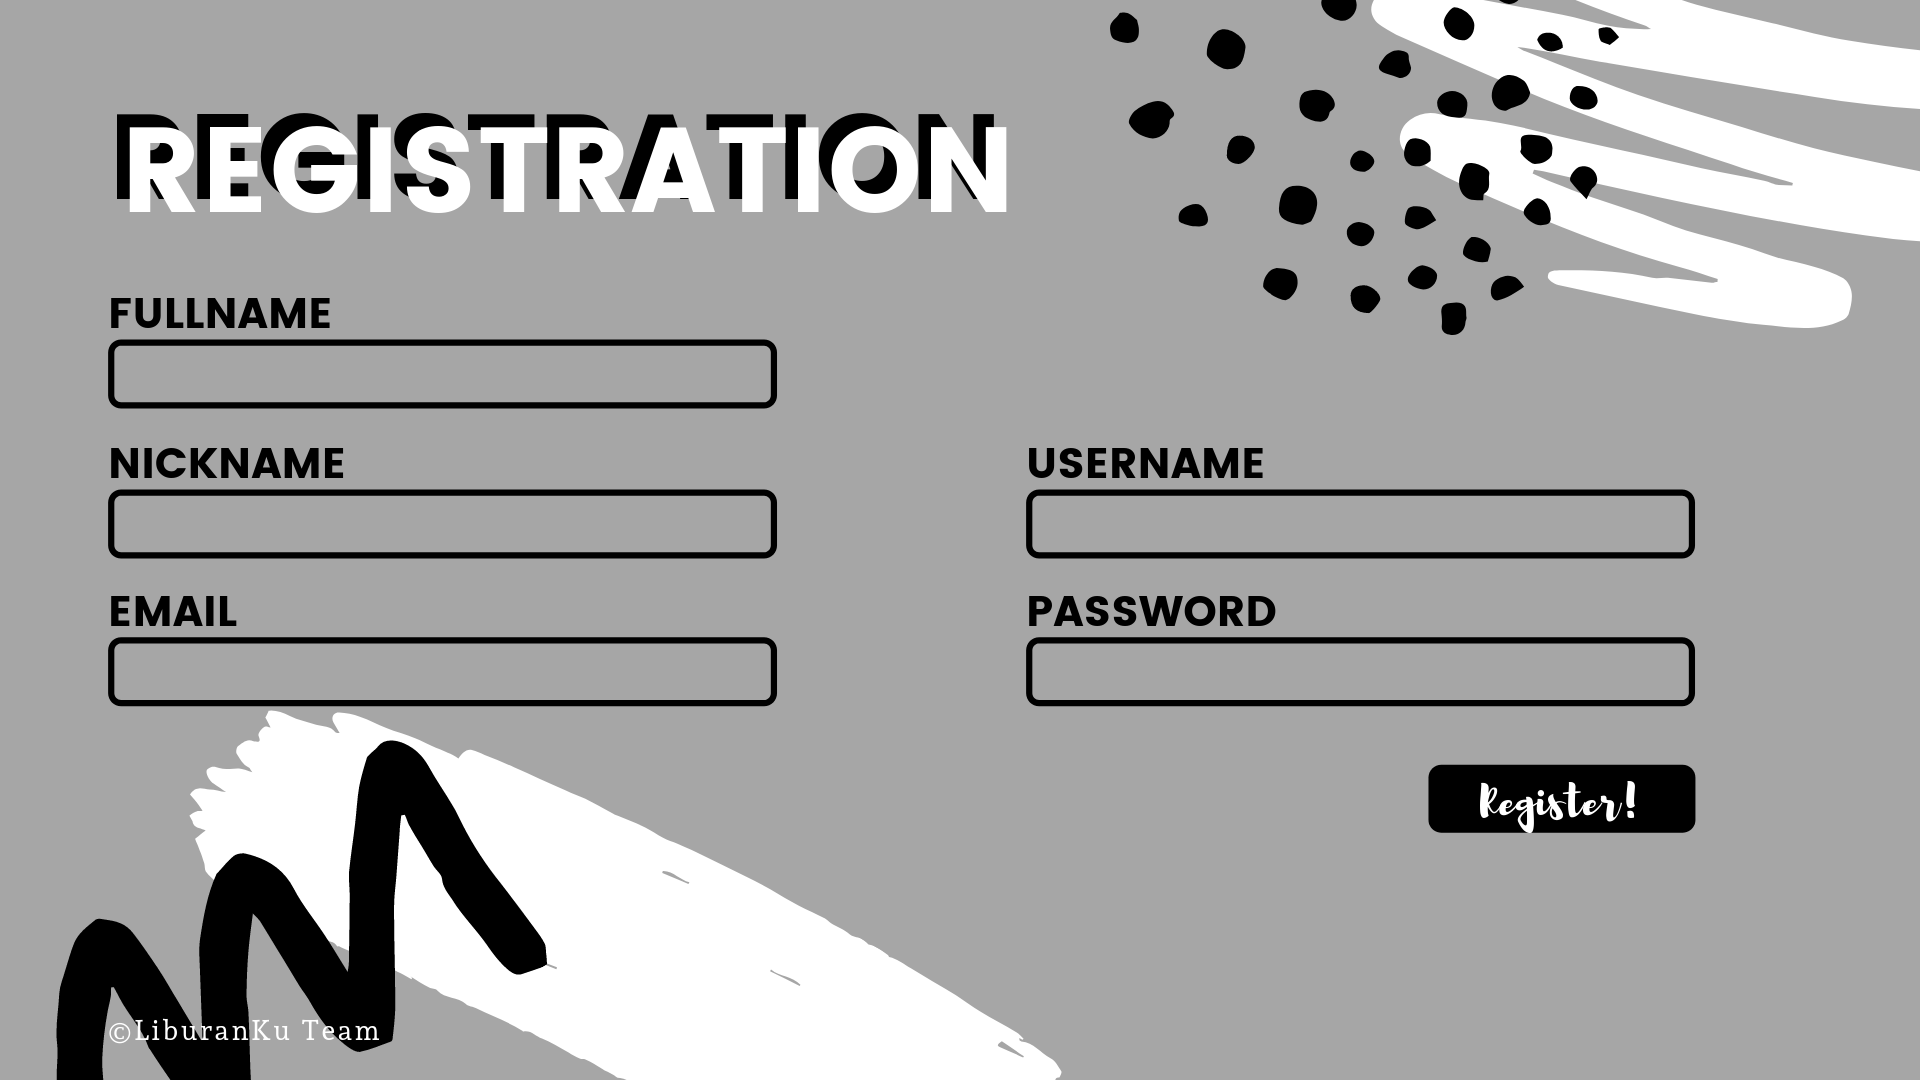 REGISTRATION
FULLNAME
NICKNAME
USERNAME
EMAIL
PASSWORD
Register!
©LiburanKu Team